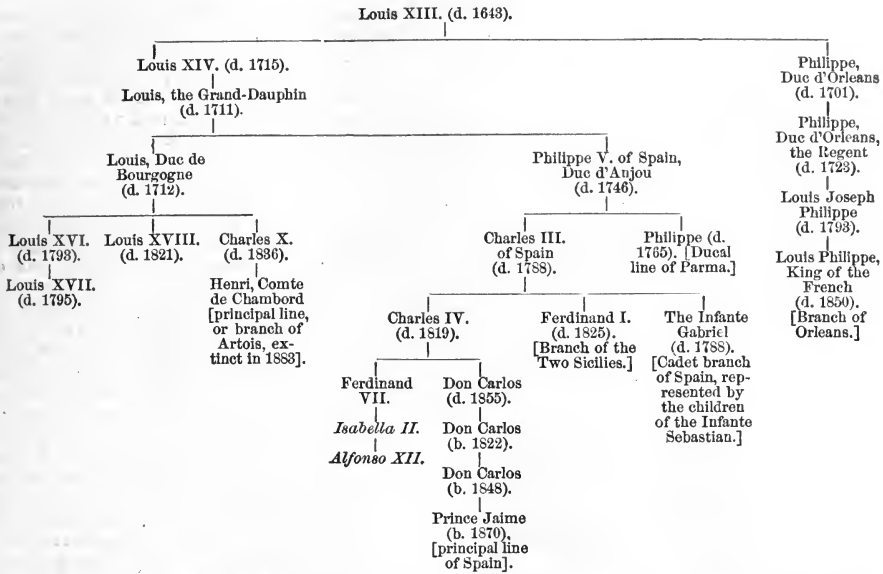 Louis XIII. (d. 1643).
Louis XIV. (d. 1715).
Louis, the Grand-Dauphin
(d. 1711).
Philippe,
Duc d'Orleans
(d. 1701).
Philippe,
Duc d'Orleans,
the Regent
(d. 1723).
Louis Joseph
Philippe
(d. 1793).
Louis Philippe,
King of the
French
(d. 1850).
[Branch of
Orleans.]
Louis, Duc de
Bourgogne
(d. 1712).
Philippe V. of Spain,
Duc d'Anjou
(d. 1746).
Louis XVI.
(d. 1793).
Louis XVII.
(d. 1795).
Louis XVIII.
(d. 1821).
Charles X.
(d. 1836).
Henri, Comte
de Chambord
[principal line,
or branch of
Artois, ex-
tinct in 1883].
Charles III.
of Spain
(d. 1788).
Philippe (d.
1765). [Ducal
line of Parma.]
Charles IV.
(d. 1819).
Ferdinand I.
(d. 1825).
[Branch of the
Two Sicilies.]
The Infante
Gabriel
(d. 1788).
[Cadet branch
of Spain, rep-
resented by
the children
of the Infante
Sebastian.]
Ferdinand
VII.
Isabella II.
Alfonso XII.
Don Carlos
(d. 1855).
Don Carlos
(b. 1822).
Don Carlos
(b. 1848).
Prince Jaime
(b. 1870),
[principal line
of Spain].